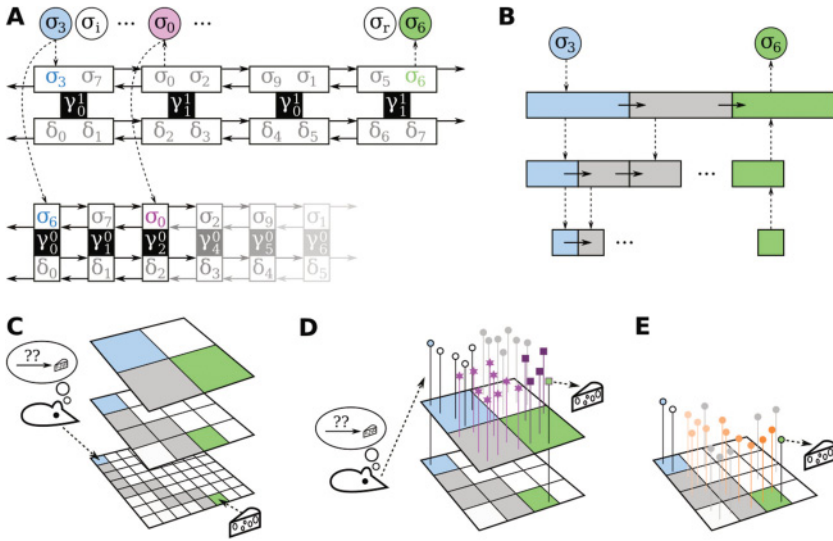 A
σ3 σi ... σ0 ... σr σ6
σ3 σ7 σ0 σ2 σ9 σ1 σ5 σ6
γ¹₀ γ¹₁ γ¹₀ γ¹₁
δ0 δ1 δ2 δ3 δ4 δ5 δ6 δ7
σ6 σ7 σ0 σ2 σ9 σ1
γ⁰₀ γ⁰₁ γ⁰₂ γ⁰₄ γ⁰₅ γ⁰₆
δ0 δ1 δ2 δ3 δ4 δ5
B
σ3 σ6
...
...
C
??
D
??
E